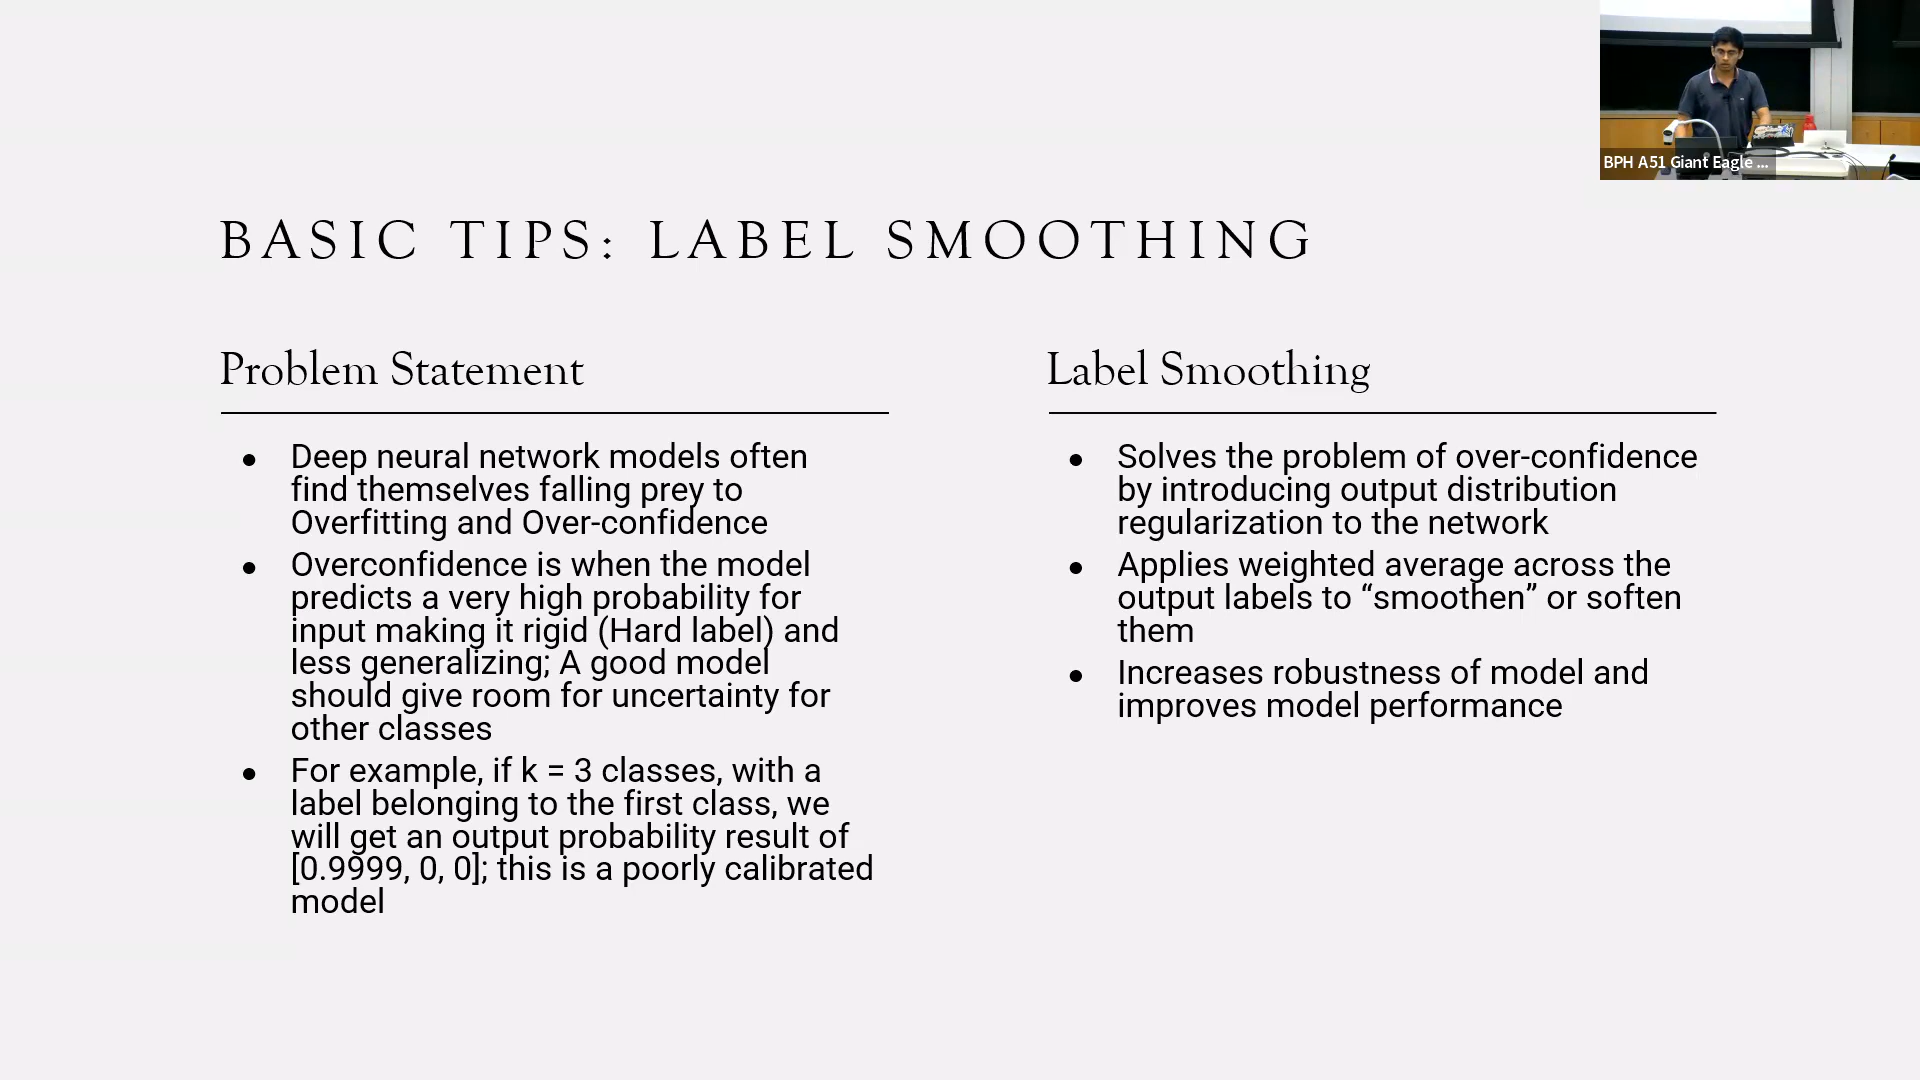 BPH A51 Giant Eagle ...
BASIC TIPS: LABEL SMOOTHING
Problem Statement
● Deep neural network models often
find themselves falling prey to
Overfitting and Over-confidence
● Overconfidence is when the model
predicts a very high probability for
input making it rigid (Hard label) and
less generalizing; A good model
should give room for uncertainty for
other classes
● For example, if k = 3 classes, with a
label belonging to the first class, we
will get an output probability result of
[0.9999, 0, 0]; this is a poorly calibrated
model
Label Smoothing
● Solves the problem of over-confidence
by introducing output distribution
regularization to the network
● Applies weighted average across the
output labels to “smoothen” or soften
them
● Increases robustness of model and
improves model performance